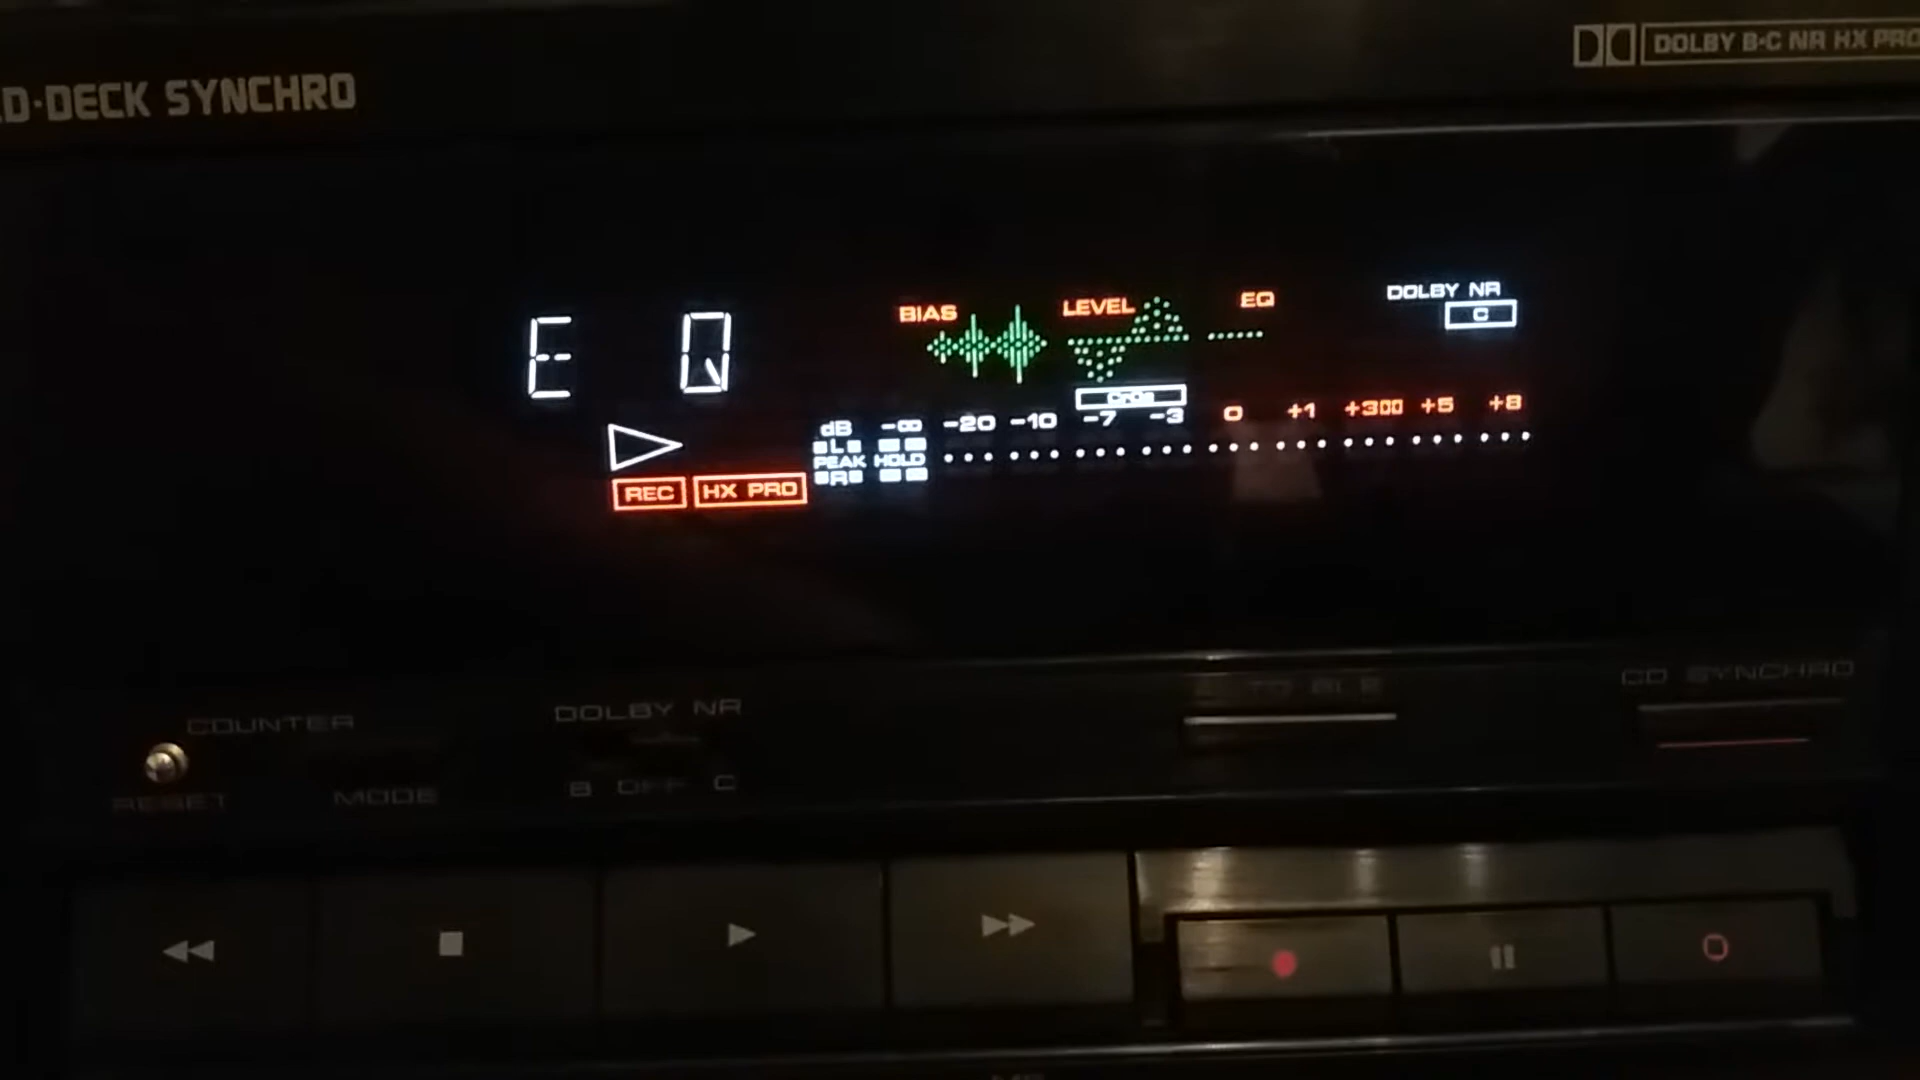 D·DECK SYNCHRO
DOLBY B·C NR HX PRO
E Q
BIAS LEVEL EQ
DOLBY NR
C
CrO2
dB -∞ -20 -10 -7 -3 0 +1 +3 +5 +8
L
PEAK HOLD
R
REC HX PRO
COUNTER
RESET MODE
DOLBY NR
B OFF C
CD SYNCHRO